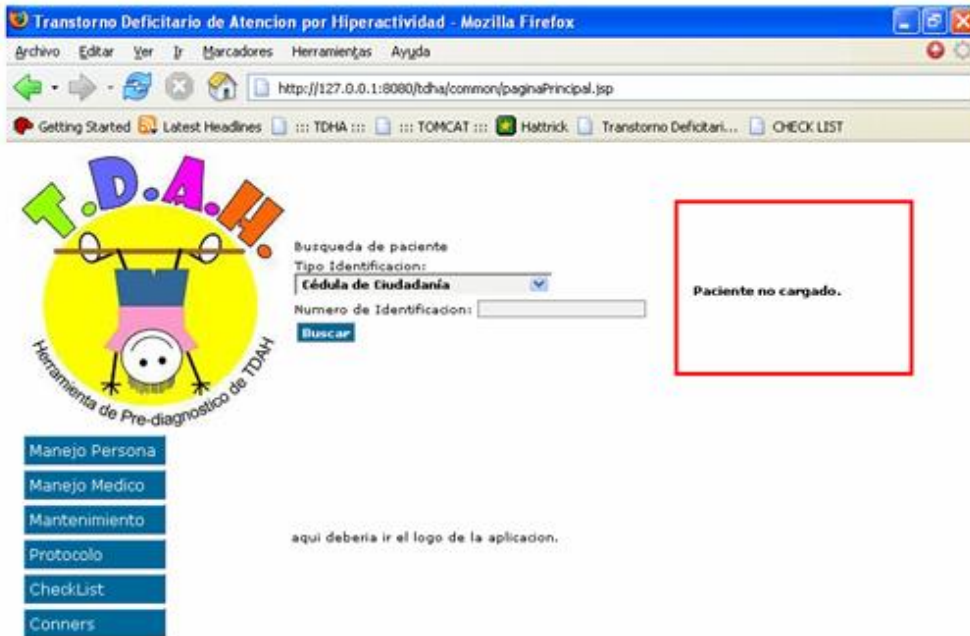 Transtorno Deficitario de Atencion por Hiperactividad - Mozilla Firefox
Archivo Editar Ver Ir Marcadores Herramientas Ayuda
http://127.0.0.1:8080/tdha/common/paginaPrincipal.jsp
Getting Started Latest Headlines ::: TDHA ::: ::: TOMCAT ::: Hattrick Transtorno Deficitari... CHECK LIST
T.D.A.H.
Herramienta de Pre-diagnostico de TDAH
Busqueda de paciente
Tipo Identificacion:
Cédula de Ciudadanía
Numero de Identificacion:
Buscar
Paciente no cargado.
Manejo Persona
Manejo Medico
Mantenimiento
Protocolo
CheckList
Conners
aqui deberia ir el logo de la aplicacion.